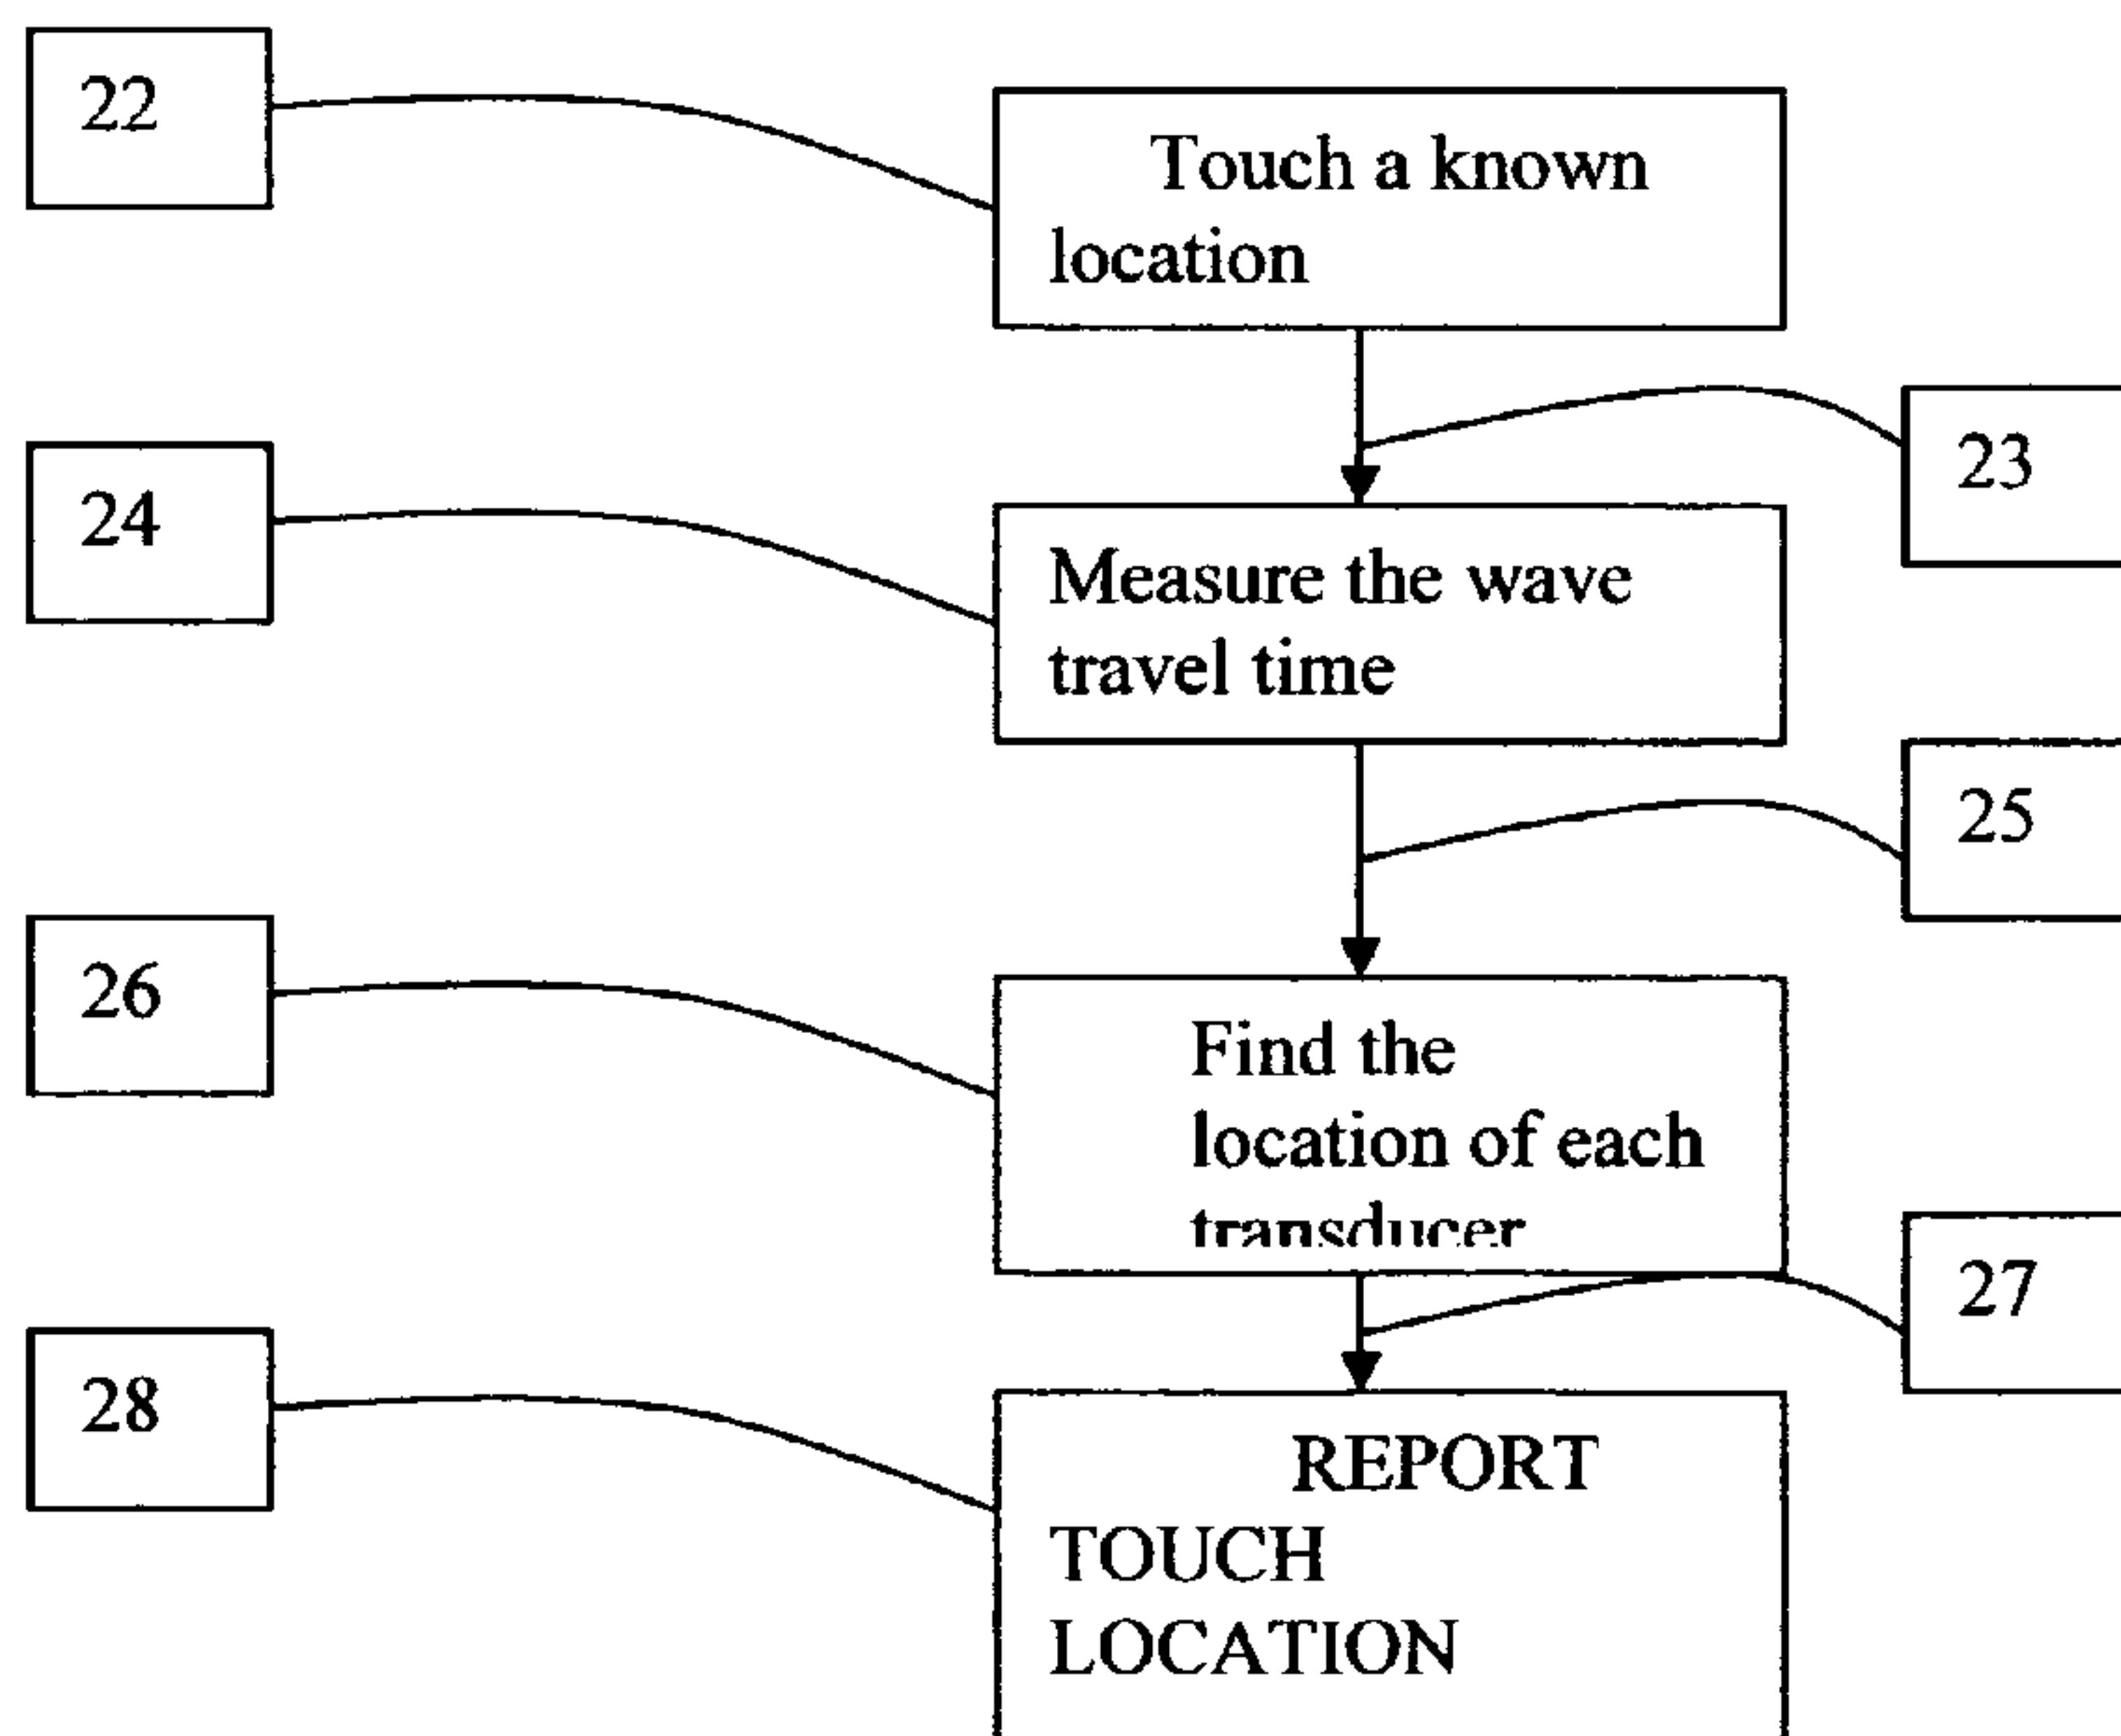 22
Touch a known
location
23
24
Measure the wave
travel time
25
26
Find the
location of each
transducer
27
28
REPORT
TOUCH
LOCATION